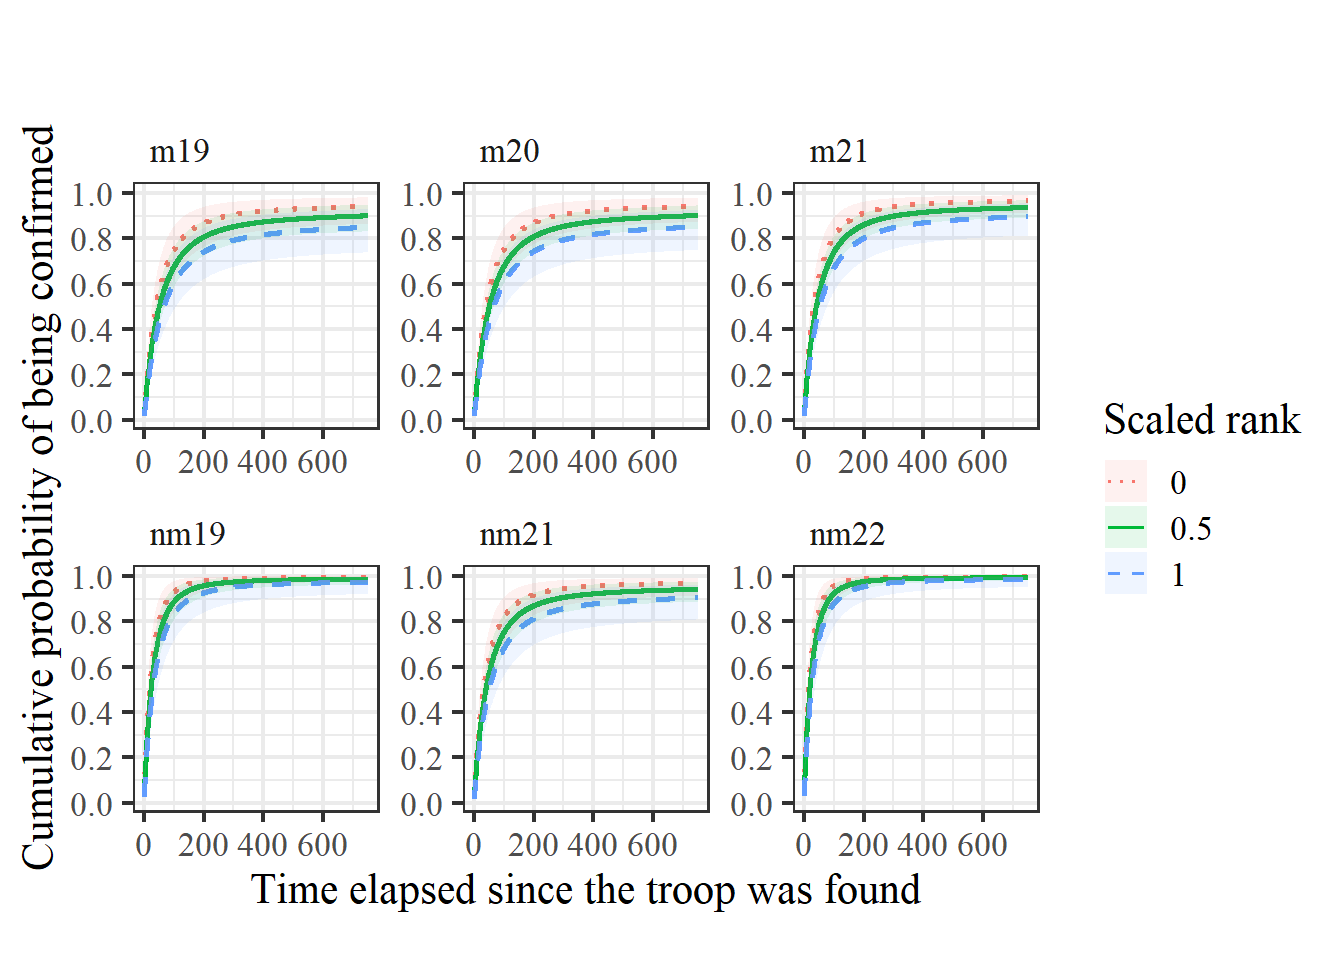 Cumulative probability of being confirmed
m19
m20
m21
1.0
0.8
0.6
0.4
0.2
0.0
1.0
0.8
0.6
0.4
0.2
0.0
1.0
0.8
0.6
0.4
0.2
0.0
0 200 400 600
0 200 400 600
0 200 400 600
nm19
nm21
nm22
1.0
0.8
0.6
0.4
0.2
0.0
1.0
0.8
0.6
0.4
0.2
0.0
1.0
0.8
0.6
0.4
0.2
0.0
0 200 400 600
0 200 400 600
0 200 400 600
Time elapsed since the troop was found
Scaled rank
0
0.5
1